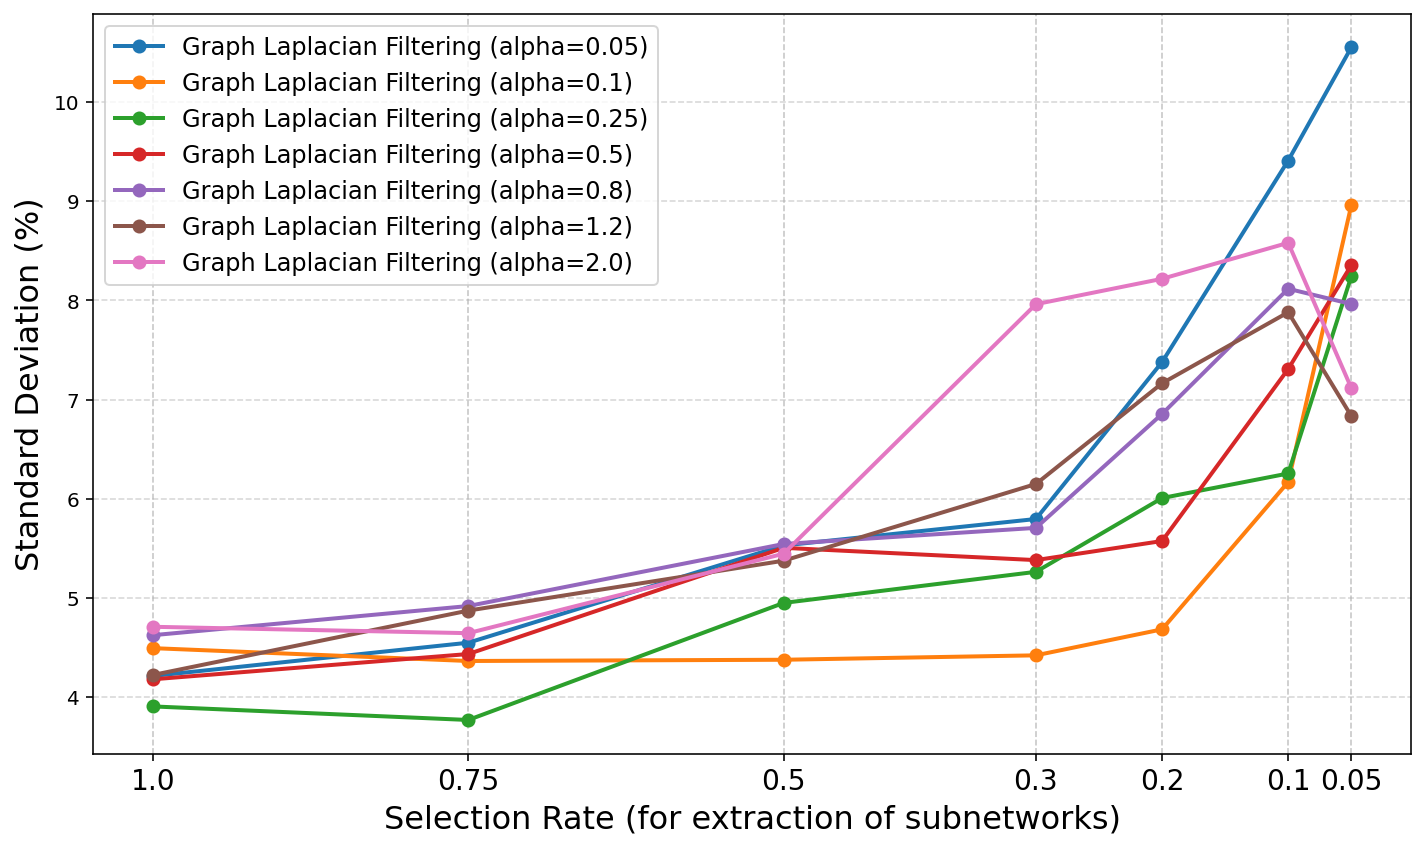 Graph Laplacian Filtering (alpha=0.05)
Graph Laplacian Filtering (alpha=0.1)
Graph Laplacian Filtering (alpha=0.25)
Graph Laplacian Filtering (alpha=0.5)
Graph Laplacian Filtering (alpha=0.8)
Graph Laplacian Filtering (alpha=1.2)
Graph Laplacian Filtering (alpha=2.0)
Standard Deviation (%)
10
9
8
7
6
5
4
1.0 0.75 0.5 0.3 0.2 0.1 0.05
Selection Rate (for extraction of subnetworks)